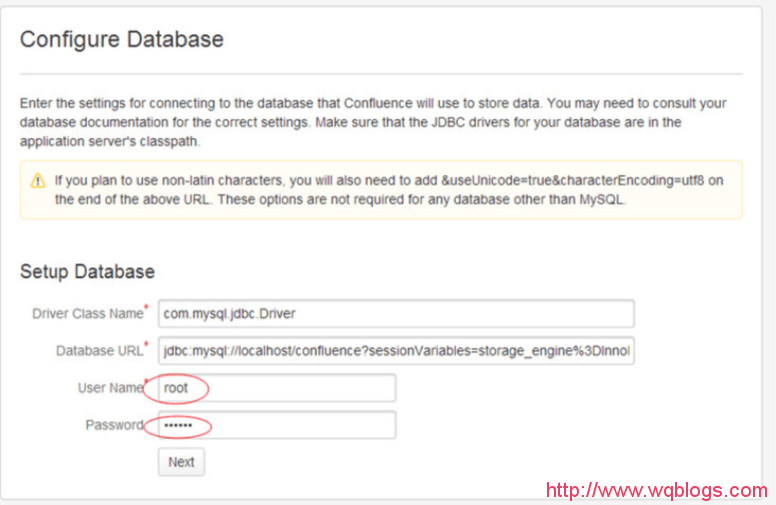 Configure Database
Enter the settings for connecting to the database that Confluence will use to store data. You may need to consult your
database documentation for the correct settings. Make sure that the JDBC drivers for your database are in the
application server's classpath.
If you plan to use non-latin characters, you will also need to add &useUnicode=true&characterEncoding=utf8 on
the end of the above URL. These options are not required for any database other than MySQL.
Setup Database
Driver Class Name* com.mysql.jdbc.Driver
Database URL* jdbc:mysql://localhost/confluence?sessionVariables=storage_engine%3DInnol
User Name* root
Password ••••••
Next
http://www.wqblogs.com